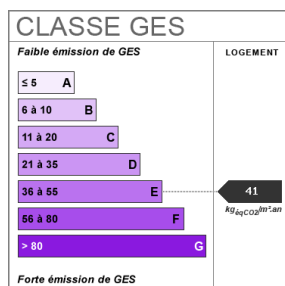 CLASSE GES
Faible émission de GES
LOGEMENT
≤ 5 A
6 à 10 B
11 à 20 C
21 à 35 D
36 à 55 E
41
kgéqCO2/m².an
56 à 80 F
> 80 G
Forte émission de GES